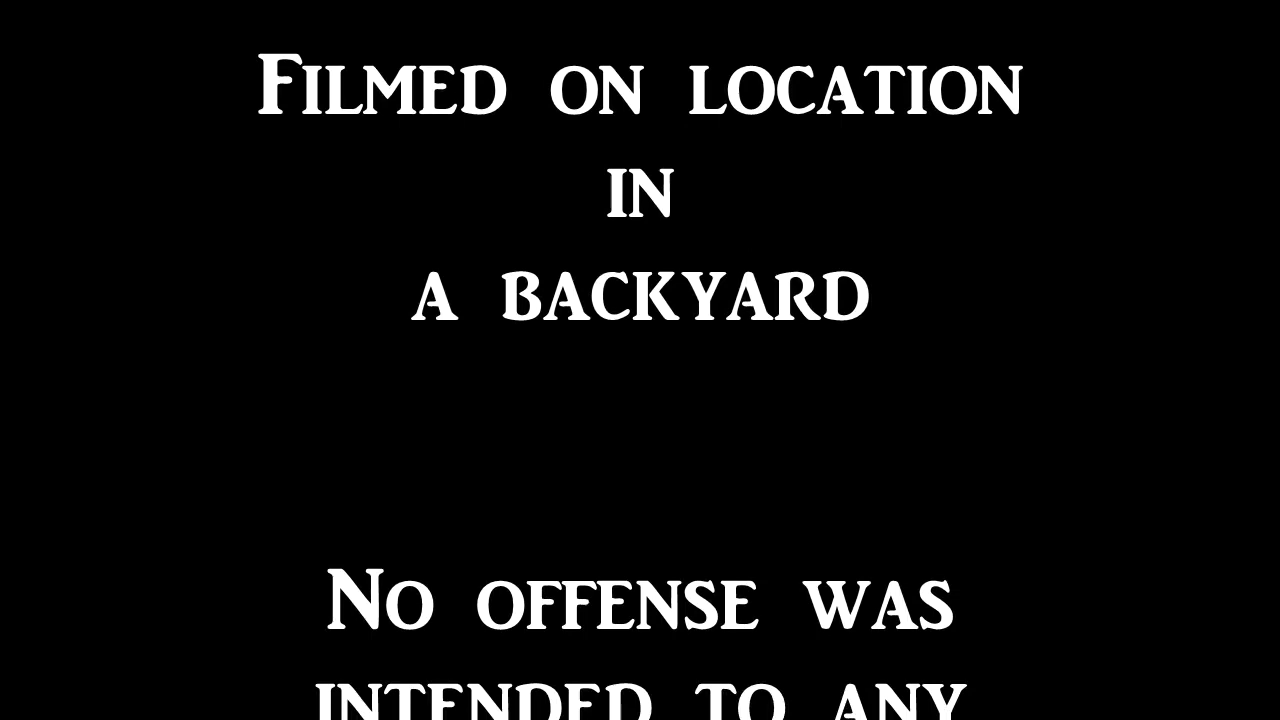 Filmed on location
in
a backyard
No offense was
intended to any